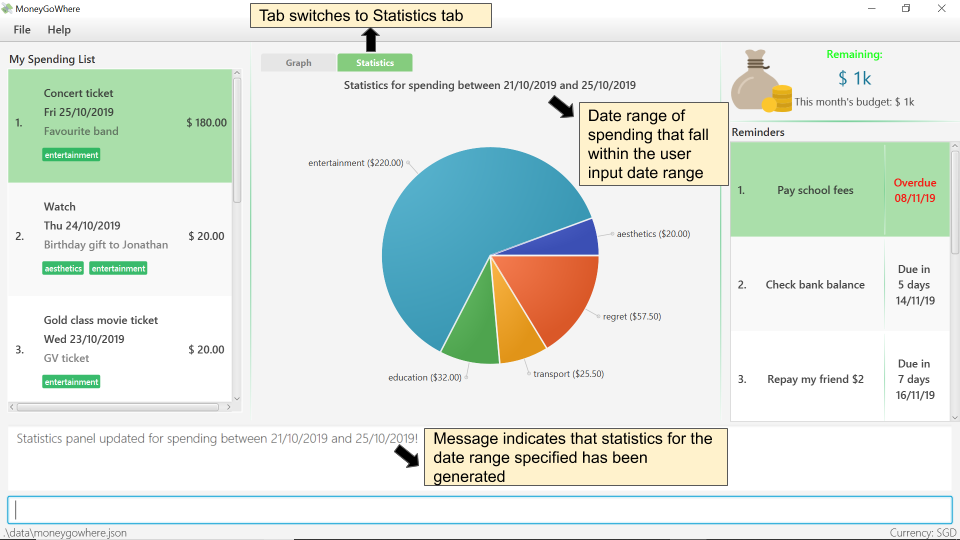 MoneyGoWhere
Tab switches to Statistics tab
File Help
My Spending List
1.
Concert ticket
Fri 25/10/2019
Favourite band
entertainment
$ 180.00
2.
Watch
Thu 24/10/2019
Birthday gift to Jonathan
aesthetics entertainment
$ 20.00
3.
Gold class movie ticket
Wed 23/10/2019
GV ticket
entertainment
$ 20.00
Graph Statistics
Statistics for spending between 21/10/2019 and 25/10/2019
Date range of
spending that fall
within the user
input date range
entertainment ($220.00)
aesthetics ($20.00)
regret ($57.50)
transport ($25.50)
education ($32.00)
Remaining:
$ 1k
This month's budget: $ 1k
Reminders
1.
Pay school fees
Overdue
08/11/19
2.
Check bank balance
Due in
5 days
14/11/19
3.
Repay my friend $2
Due in
7 days
16/11/19
Statistics panel updated for spending between 21/10/2019 and 25/10/2019!
Message indicates that statistics for the
date range specified has been
generated
.\data\moneygowhere.json
Currency: SGD